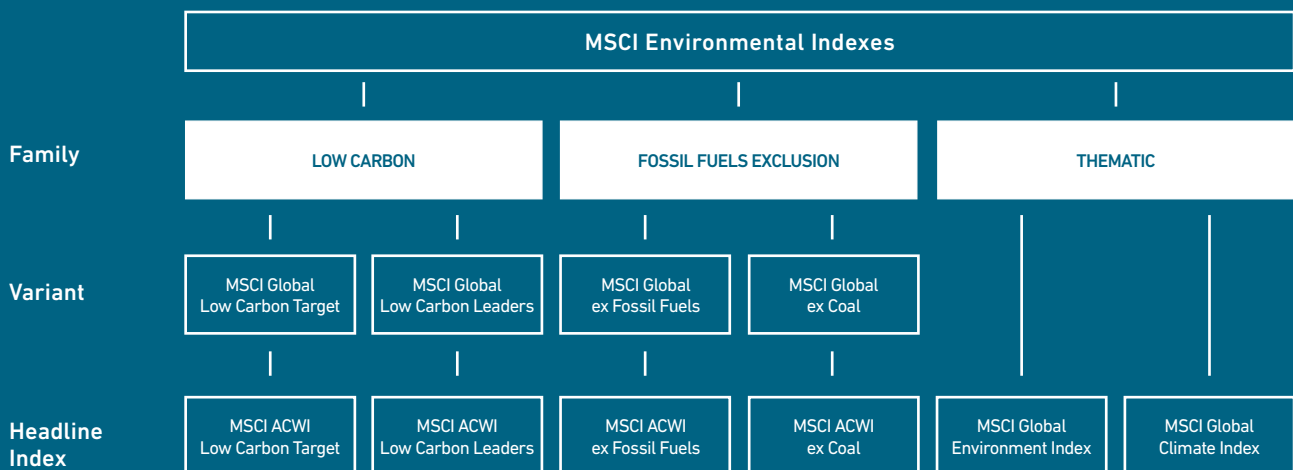 MSCI Environmental Indexes
Family
LOW CARBON
FOSSIL FUELS EXCLUSION
THEMATIC
Variant
MSCI Global
Low Carbon Target
MSCI Global
Low Carbon Leaders
MSCI Global
ex Fossil Fuels
MSCI Global
ex Coal
Headline
Index
MSCI ACWI
Low Carbon Target
MSCI ACWI
Low Carbon Leaders
MSCI ACWI
ex Fossil Fuels
MSCI ACWI
ex Coal
MSCI Global
Environment Index
MSCI Global
Climate Index